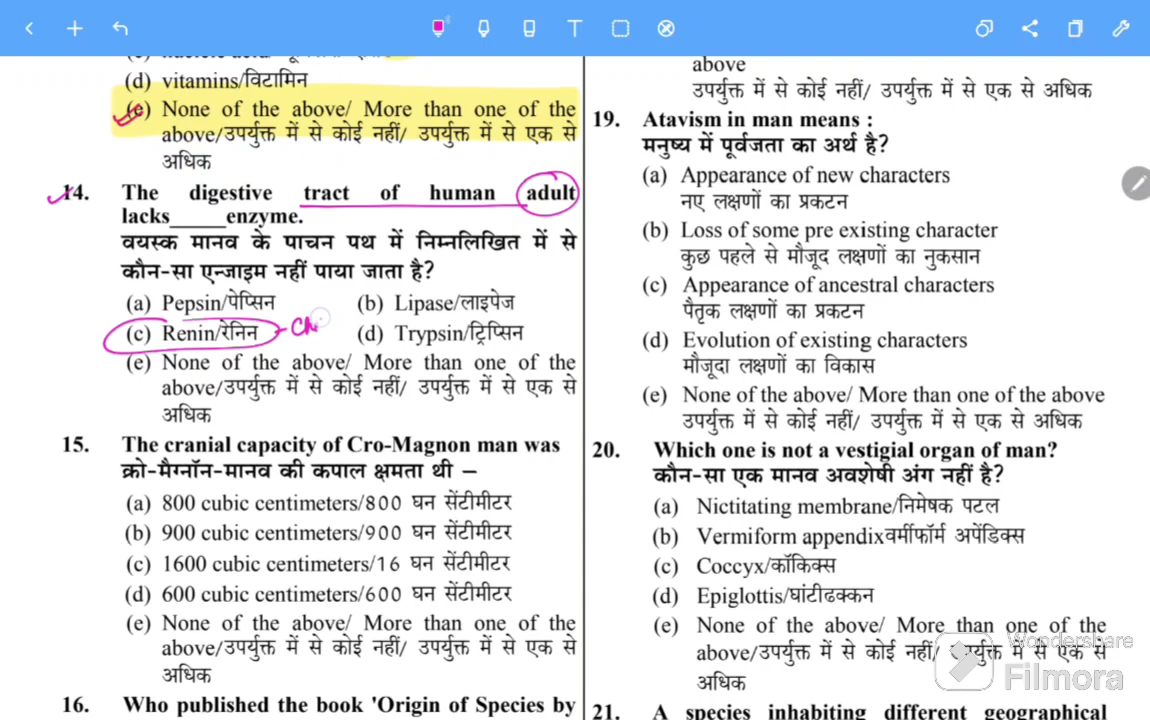 (d) vitamins/विटामिन
(e) None of the above/ More than one of the
above/उपर्युक्त में से कोई नहीं/ उपर्युक्त में से एक से
अधिक
14. The digestive tract of human adult
lacks_____enzyme.
वयस्क मानव के पाचन पथ में निम्नलिखित में से
कौन-सा एन्जाइम नहीं पाया जाता है?
(a) Pepsin/पेप्सिन (b) Lipase/लाइपेज
(c) Renin/रेनिन (d) Trypsin/ट्रिप्सिन
(e) None of the above/ More than one of the
above/उपर्युक्त में से कोई नहीं/ उपर्युक्त में से एक से
अधिक
15. The cranial capacity of Cro-Magnon man was
क्रो-मैग्नॉन-मानव की कपाल क्षमता थी –
(a) 800 cubic centimeters/800 घन सेंटीमीटर
(b) 900 cubic centimeters/900 घन सेंटीमीटर
(c) 1600 cubic centimeters/16 घन सेंटीमीटर
(d) 600 cubic centimeters/600 घन सेंटीमीटर
(e) None of the above/ More than one of the
above/उपर्युक्त में से कोई नहीं/ उपर्युक्त में से एक से
अधिक
16. Who published the book 'Origin of Species by
above
उपर्युक्त में से कोई नहीं/ उपर्युक्त में से एक से अधिक
19. Atavism in man means :
मनुष्य में पूर्वजता का अर्थ है?
(a) Appearance of new characters
नए लक्षणों का प्रकटन
(b) Loss of some pre existing character
कुछ पहले से मौजूद लक्षणों का नुकसान
(c) Appearance of ancestral characters
पैतृक लक्षणों का प्रकटन
(d) Evolution of existing characters
मौजूदा लक्षणों का विकास
(e) None of the above/ More than one of the above
उपर्युक्त में से कोई नहीं/ उपर्युक्त में से एक से अधिक
20. Which one is not a vestigial organ of man?
कौन-सा एक मानव अवशेषी अंग नहीं है?
(a) Nictitating membrane/निमेषक पटल
(b) Vermiform appendixवर्मीफॉर्म अपेंडिक्स
(c) Coccyx/कॉकिक्स
(d) Epiglottis/घांटीढक्कन
(e) None of the above/ More than one of the
above/उपर्युक्त में से कोई नहीं/ उपर्युक्त में से एक से
अधिक
21. A species inhabiting different geographical
Wondershare
Filmora